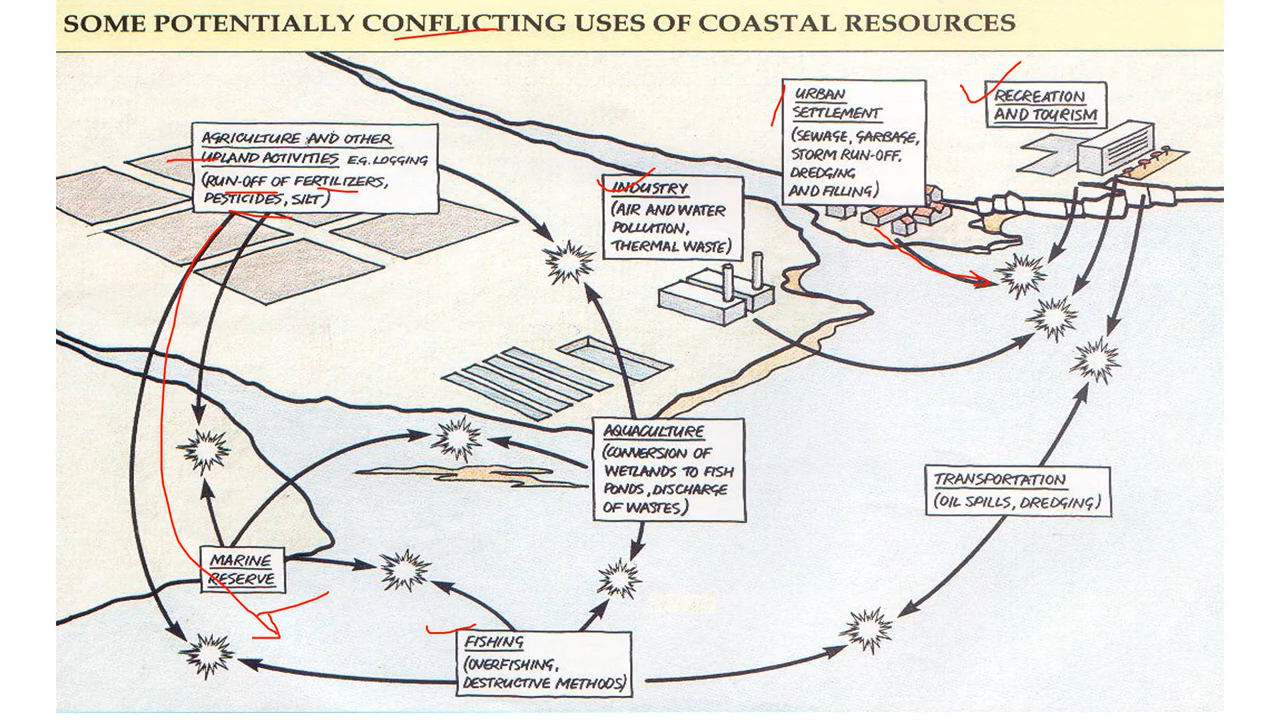 SOME POTENTIALLY CONFLICTING USES OF COASTAL RESOURCES
AGRICULTURE AND OTHER
UPLAND ACTIVITIES E.G. LOGGING
(RUN-OFF OF FERTILIZERS,
PESTICIDES, SILT)
INDUSTRY
(AIR AND WATER
POLLUTION,
THERMAL WASTE)
URBAN
SETTLEMENT
(SEWAGE, GARBAGE,
STORM RUN-OFF.
DREDGING
AND FILLING)
RECREATION
AND TOURISM
AQUACULTURE
(CONVERSION OF
WETLANDS TO FISH
PONDS, DISCHARGE
OF WASTES)
TRANSPORTATION
(OIL SPILLS, DREDGING)
MARINE
RESERVE
FISHING
(OVERFISHING,
DESTRUCTIVE METHODS)